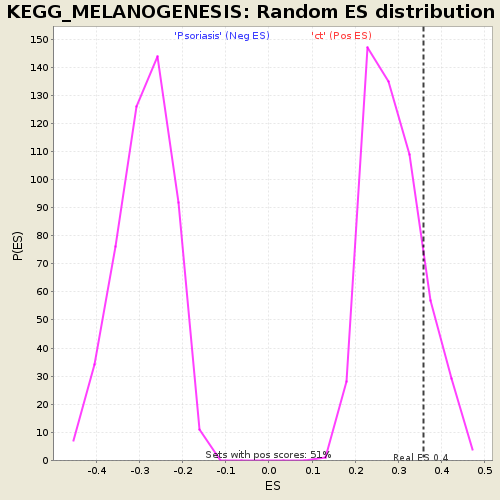 KEGG_MELANOGENESIS: Random ES distribution
'Psoriasis' (Neg ES) 'ct' (Pos ES)
150
140
130
120
110
100
90
80
70
60
50
40
30
20
10
0
P(ES)
Sets with pos scores: 51%
Real ES 0.4
-0.4 -0.3 -0.2 -0.1 0.0 0.1 0.2 0.3 0.4 0.5
ES